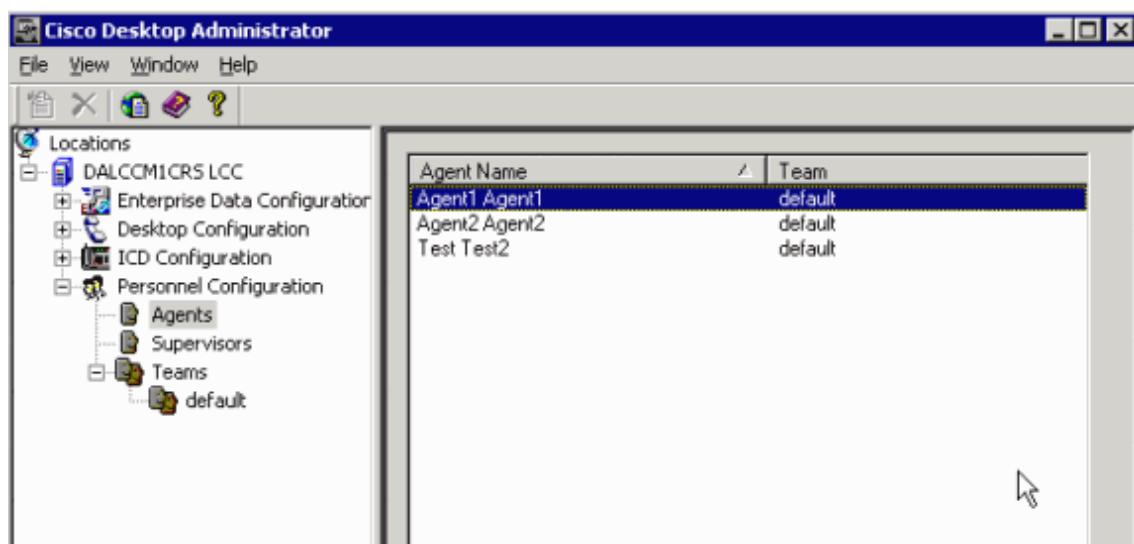 Cisco Desktop Administrator
File View Window Help
Locations
DALCCM1CRS LCC
Enterprise Data Configuration
Desktop Configuration
ICD Configuration
Personnel Configuration
Agents
Supervisors
Teams
default
Agent Name Team
Agent1 Agent1 default
Agent2 Agent2 default
Test Test2 default